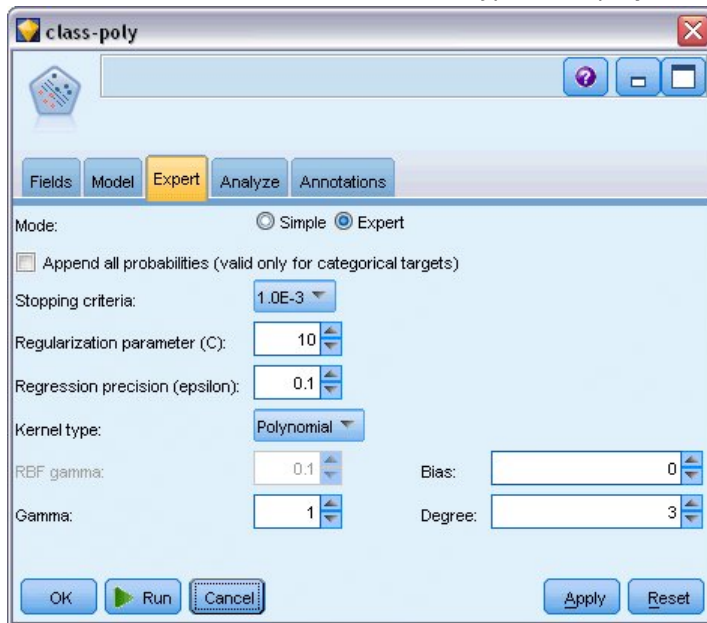 class-poly
Fields Model Expert Analyze Annotations
Mode: Simple Expert
Append all probabilities (valid only for categorical targets)
Stopping criteria: 1.0E-3
Regularization parameter (C): 10
Regression precision (epsilon): 0.1
Kernel type: Polynomial
RBF gamma: 0.1 Bias: 0
Gamma: 1 Degree: 3
OK Run Cancel Apply Reset